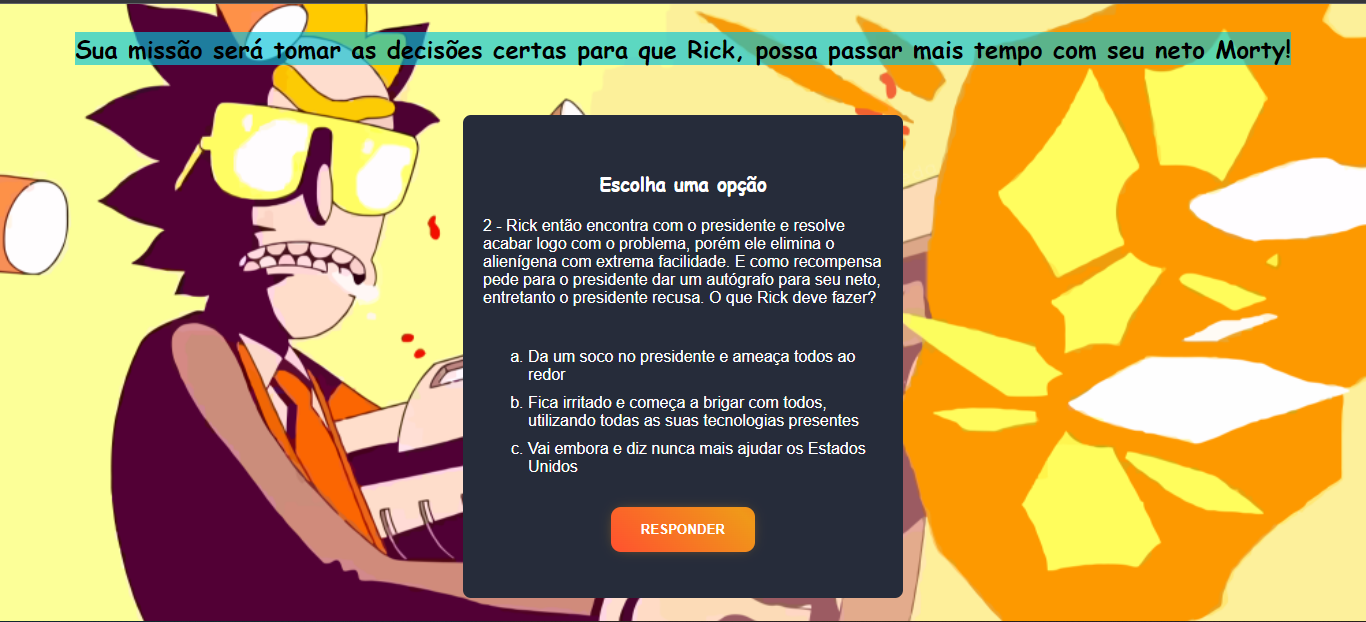 Sua missão será tomar as decisões certas para que Rick, possa passar mais tempo com seu neto Morty!
Escolha uma opção
2 - Rick então encontra com o presidente e resolve
acabar logo com o problema, porém ele elimina o
alienígena com extrema facilidade. E como recompensa
pede para o presidente dar um autógrafo para seu neto,
entretanto o presidente recusa. O que Rick deve fazer?
a. Da um soco no presidente e ameaça todos ao
redor
b. Fica irritado e começa a brigar com todos,
utilizando todas as suas tecnologias presentes
c. Vai embora e diz nunca mais ajudar os Estados
Unidos
RESPONDER